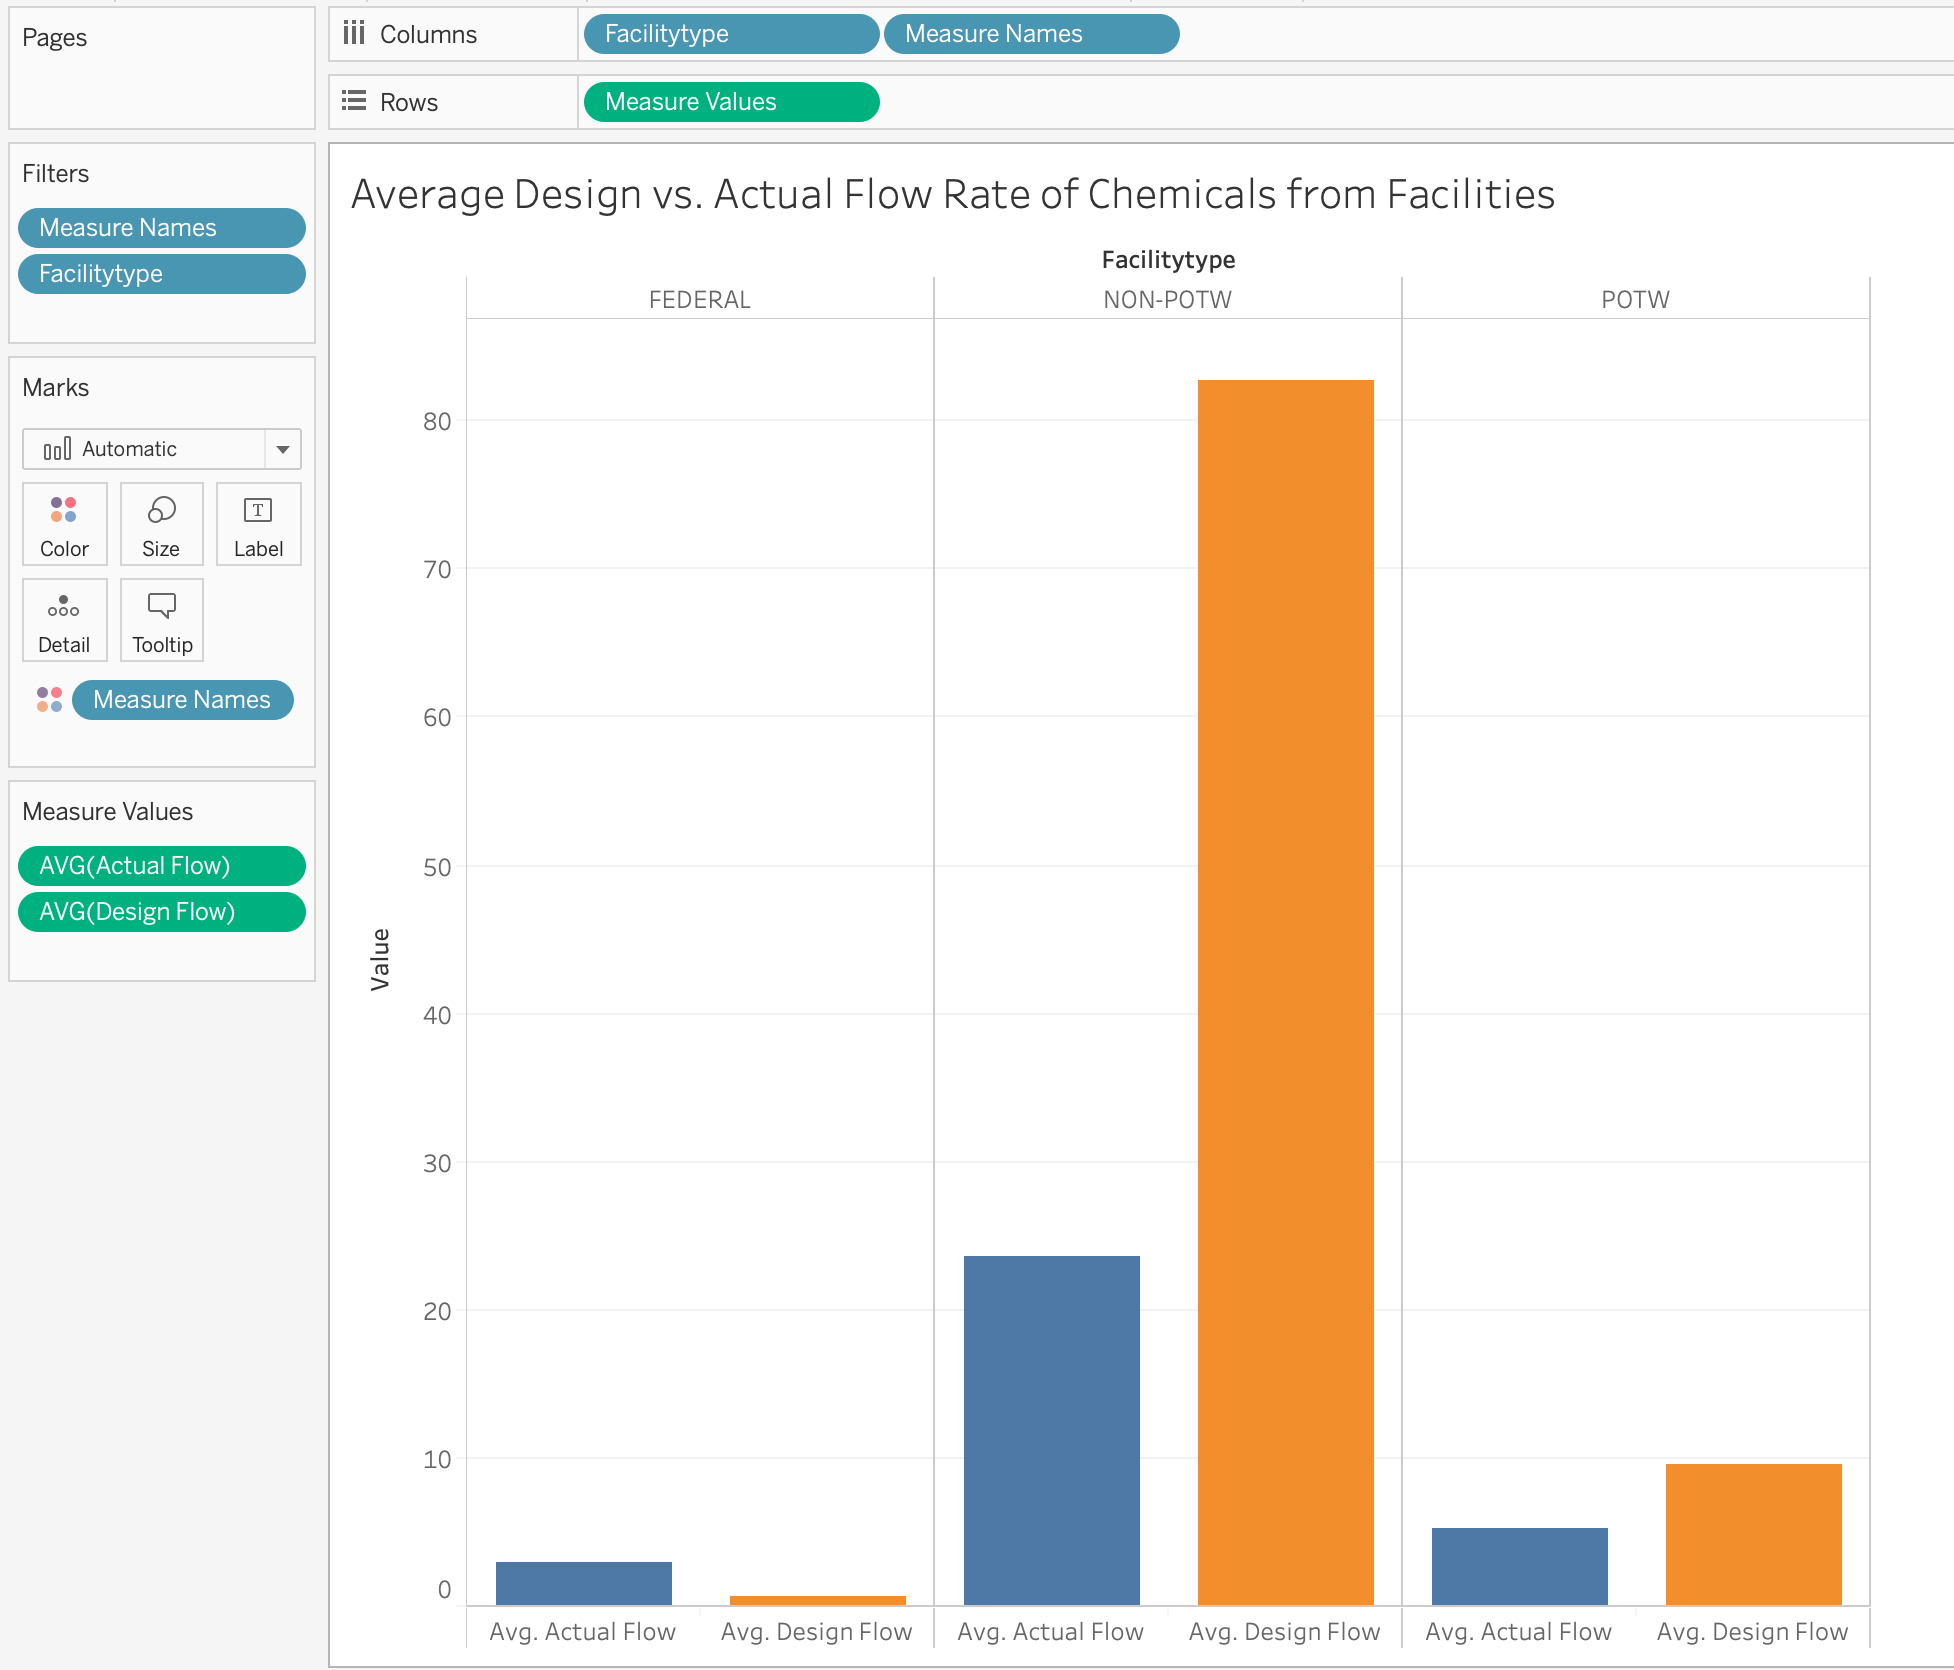 Pages
Columns
Facilitytype
Measure Names
Rows
Measure Values
Filters
Measure Names
Facilitytype
Marks
Automatic
Color
Size
T
Label
Detail
Tooltip
Measure Names
Measure Values
AVG(Actual Flow)
AVG(Design Flow)
Average Design vs. Actual Flow Rate of Chemicals from Facilities
Facilitytype
FEDERAL
NON-POTW
POTW
80
70
60
50
40
30
20
10
0
Value
Avg. Actual Flow
Avg. Design Flow
Avg. Actual Flow
Avg. Design Flow
Avg. Actual Flow
Avg. Design Flow